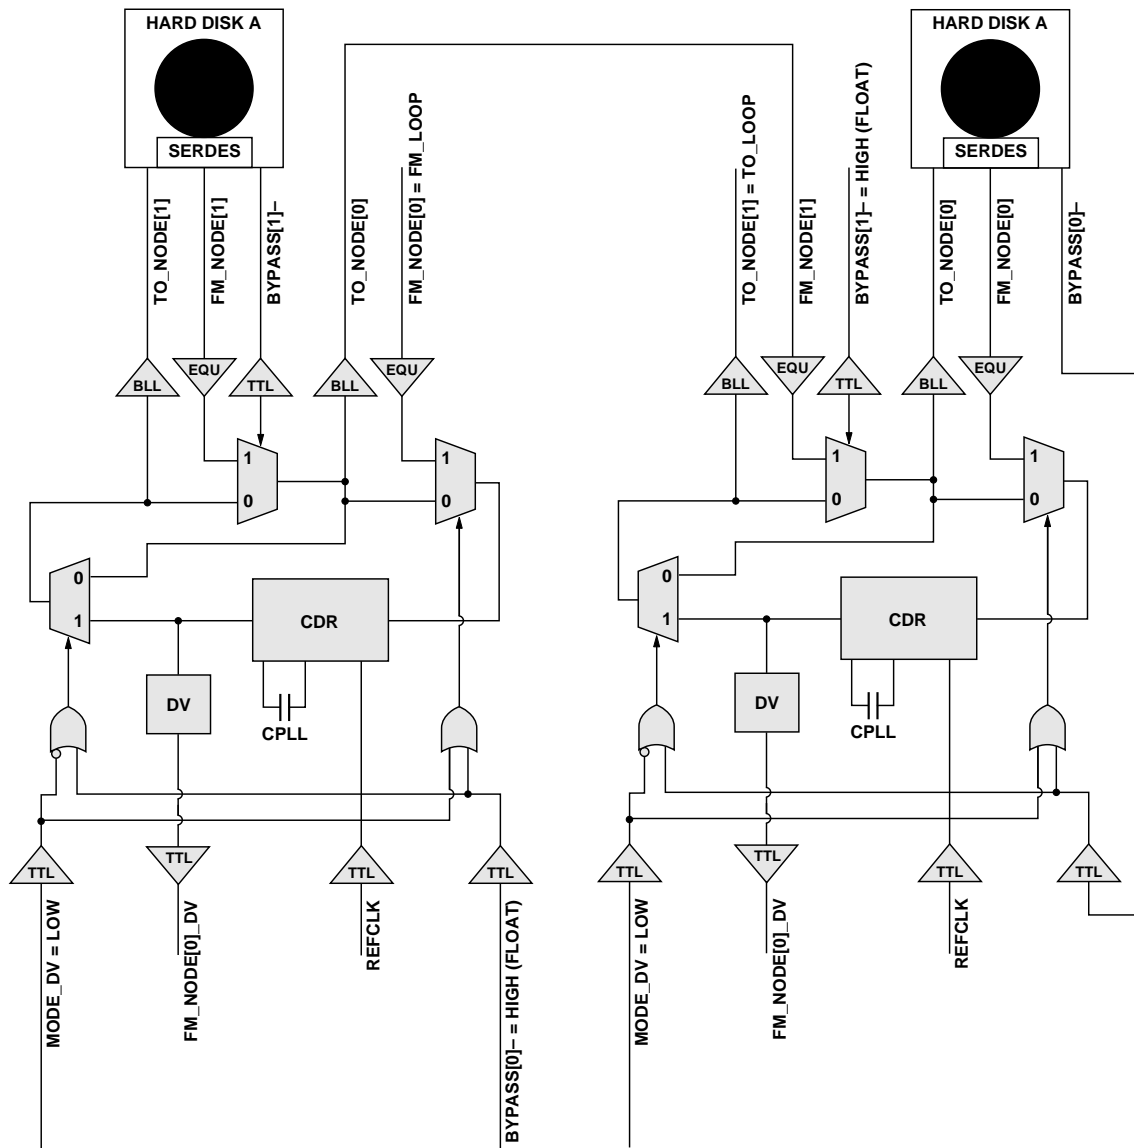 HARD DISK A
SERDES
TO_NODE[1]
FM_NODE[1]
BYPASS[1]–
TO_NODE[0]
FM_NODE[0] = FM_LOOP
BLL
EQU
TTL
BLL
EQU
1
0
1
0
0
1
CDR
DV
CPLL
TTL
TTL
TTL
TTL
MODE_DV = LOW
FM_NODE[0]_DV
REFCLK
BYPASS[0]– = HIGH (FLOAT)
HARD DISK A
SERDES
TO_NODE[1] = TO_LOOP
FM_NODE[1]
BYPASS[1]– = HIGH (FLOAT)
TO_NODE[0]
FM_NODE[0]
BYPASS[0]–
BLL
EQU
TTL
BLL
EQU
1
0
1
0
0
1
CDR
DV
CPLL
TTL
TTL
TTL
TTL
MODE_DV = LOW
FM_NODE[0]_DV
REFCLK